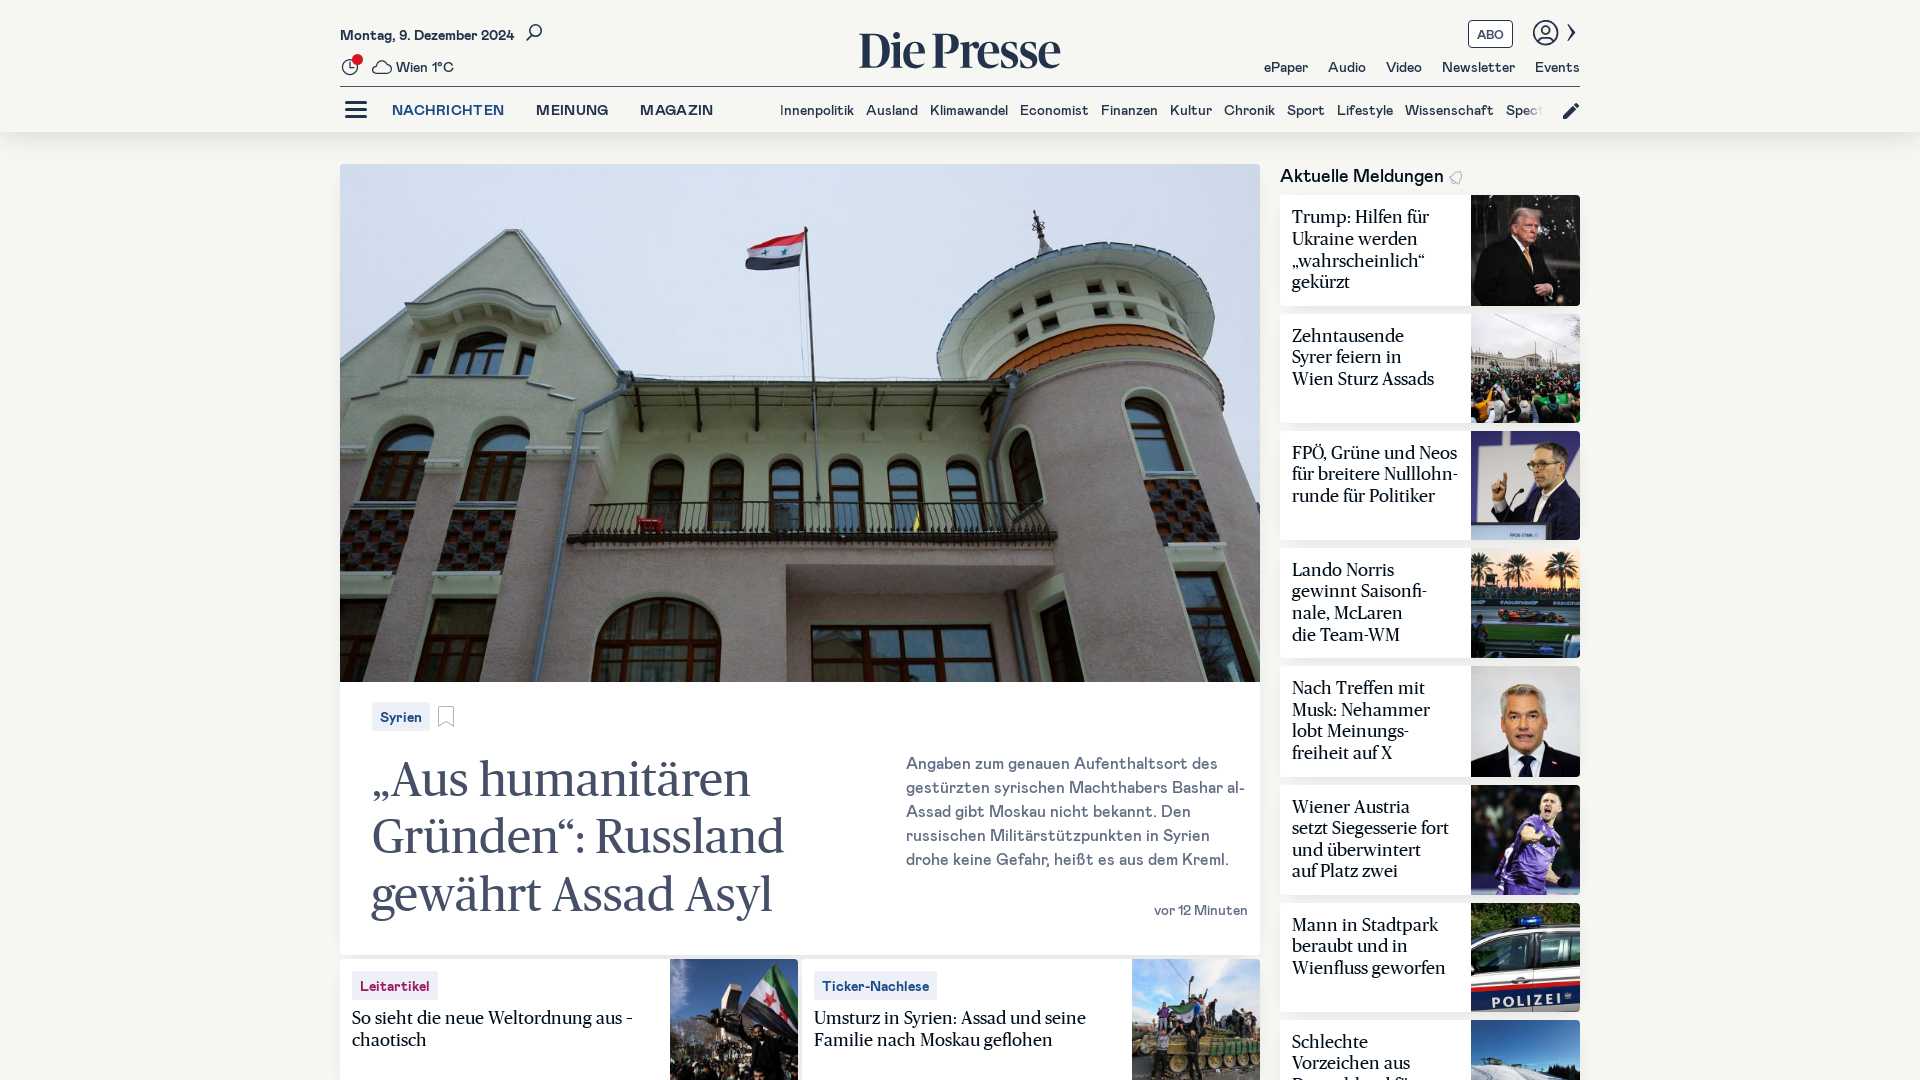 Montag, 9. Dezember 2024
Wien 1°C
Die Presse
ABO
ePaper Audio Video Newsletter Events
NACHRICHTEN MEINUNG MAGAZIN
Innenpolitik Ausland Klimawandel Economist Finanzen Kultur Chronik Sport Lifestyle Wissenschaft Spect
Syrien
„Aus humanitären
Gründen“: Russland
gewährt Assad Asyl
Angaben zum genauen Aufenthaltsort des
gestürzten syrischen Machthabers Bashar al-
Assad gibt Moskau nicht bekannt. Den
russischen Militärstützpunkten in Syrien
drohe keine Gefahr, heißt es aus dem Kreml.
vor 12 Minuten
Leitartikel
So sieht die neue Weltordnung aus –
chaotisch
Ticker-Nachlese
Umsturz in Syrien: Assad und seine
Familie nach Moskau geflohen
Aktuelle Meldungen
Trump: Hilfen für
Ukraine werden
„wahrscheinlich“
gekürzt
Zehntausende
Syrer feiern in
Wien Sturz Assads
FPÖ, Grüne und Neos
für breitere Nulllohn-
runde für Politiker
Lando Norris
gewinnt Saisonfi-
nale, McLaren
die Team-WM
Nach Treffen mit
Musk: Nehammer
lobt Meinungs-
freiheit auf X
Wiener Austria
setzt Siegesserie fort
und überwintert
auf Platz zwei
Mann in Stadtpark
beraubt und in
Wienfluss geworfen
POLIZEI
Schlechte
Vorzeichen aus